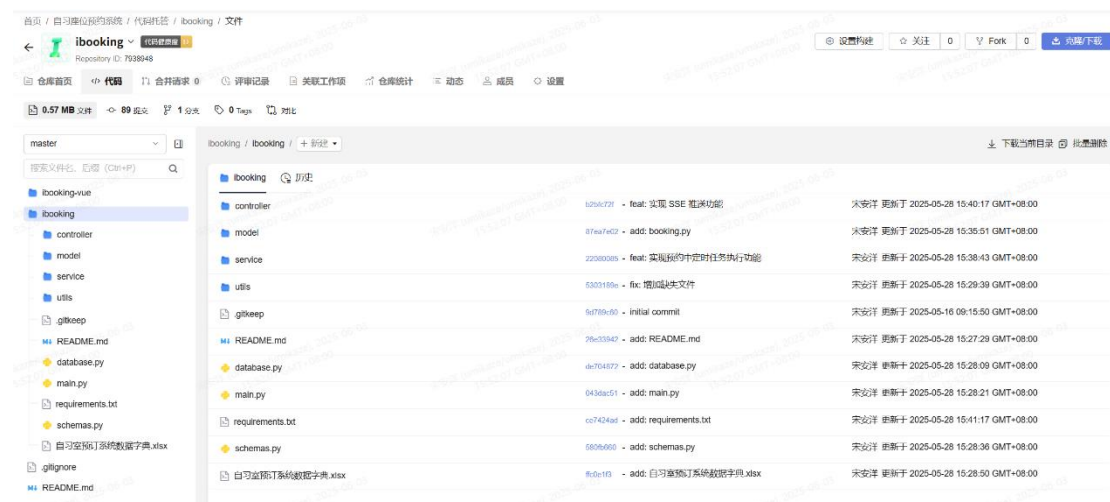 首页 / 自习座位预约系统 / 代码托管 / ibooking / 文件
ibooking 代码健康度
Repository ID: 7938948
设置构建 关注 0 Fork 0 克隆/下载
仓库首页 代码 合并请求 0 评审记录 关联工作项 仓库统计 动态 成员 设置
0.57 MB 文件 89 提交 1 分支 0 Tags 对比
master
ibooking / ibooking / + 新建
下载当前目录 批量删除
搜索文件名、后缀 (Ctrl+P)
ibooking-vue
ibooking
controller
model
service
utils
.gitkeep
README.md
database.py
main.py
requirements.txt
schemas.py
自习室预订系统数据字典.xlsx
.gitignore
README.md
ibooking 历史
controller - feat: 实现 SSE 推送功能 宋安洋 更新于 2025-05-28 15:40:17 GMT+08:00
model 87ea7e02 - add: booking.py 宋安洋 更新于 2025-05-28 15:35:51 GMT+08:00
service - feat: 实现预约中定时任务执行功能 宋安洋 更新于 2025-05-28 15:38:43 GMT+08:00
utils 5303189e - fix: 增加缺失文件 宋安洋 更新于 2025-05-28 15:29:39 GMT+08:00
.gitkeep 9d789c60 - initial commit 宋安洋 更新于 2025-05-16 09:15:50 GMT+08:00
README.md 26e33942 - add: README.md 宋安洋 更新于 2025-05-28 15:27:29 GMT+08:00
database.py de704872 - add: database.py 宋安洋 更新于 2025-05-28 15:28:09 GMT+08:00
main.py 043dac51 - add: main.py 宋安洋 更新于 2025-05-28 15:28:21 GMT+08:00
requirements.txt cc7424ad - add: requirements.txt 宋安洋 更新于 2025-05-28 15:41:17 GMT+08:00
schemas.py - add: schemas.py 宋安洋 更新于 2025-05-28 15:28:36 GMT+08:00
自习室预订系统数据字典.xlsx - add: 自习室预订系统数据字典.xlsx 宋安洋 更新于 2025-05-28 15:28:50 GMT+08:00